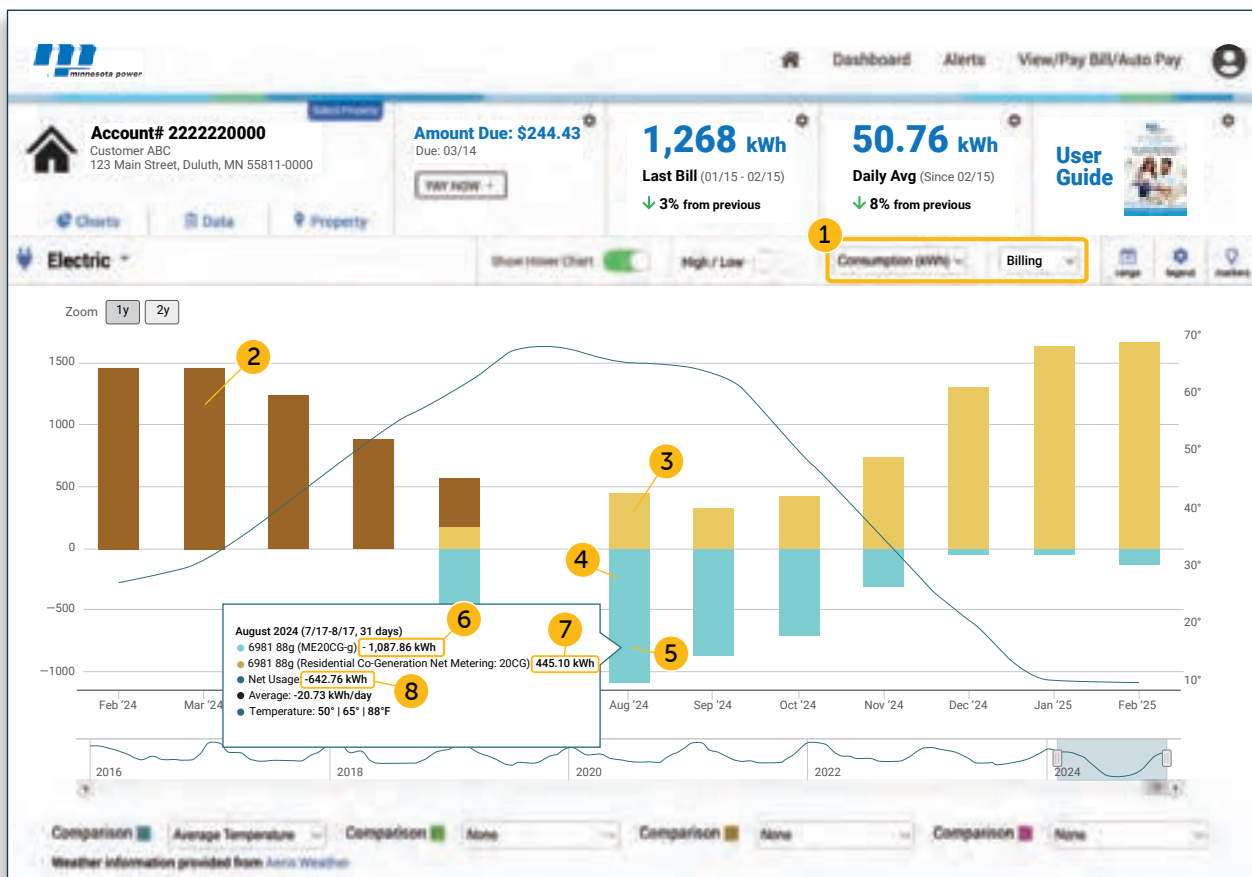 minnesota power
Dashboard
Alerts
View/Pay Bill/Auto Pay
Select Property
Account# 2222220000
Customer ABC
123 Main Street, Duluth, MN 55811-0000
Charts
Data
Property
Amount Due: $244.43
Due: 03/14
PAY NOW
1,268 kWh
Last Bill (01/15 - 02/15)
↓ 3% from previous
50.76 kWh
Daily Avg (Since 02/15)
↓ 8% from previous
User
Guide
1
Electric
Show Hover Chart
High / Low
Consumption (kWh)
Billing
range
legend
markers
Zoom
1y
2y
1500
1000
500
0
−500
−1000
70°
60°
50°
40°
30°
20°
10°
2
3
4
5
6
7
8
August 2024 (7/17-8/17, 31 days)
6981 88g (ME20CG-g) - 1,087.86 kWh
6981 88g (Residential Co-Generation Net Metering: 20CG) 445.10 kWh
Net Usage: -642.76 kWh
Average: -20.73 kWh/day
Temperature: 50° | 65° | 88°F
Feb '24
Mar '24
Aug '24
Sep '24
Oct '24
Nov '24
Dec '24
Jan '25
Feb '25
2016
2018
2020
2022
2024
Comparison
Average Temperature
Comparison
None
Comparison
None
Comparison
None
Weather information provided from Aeris Weather